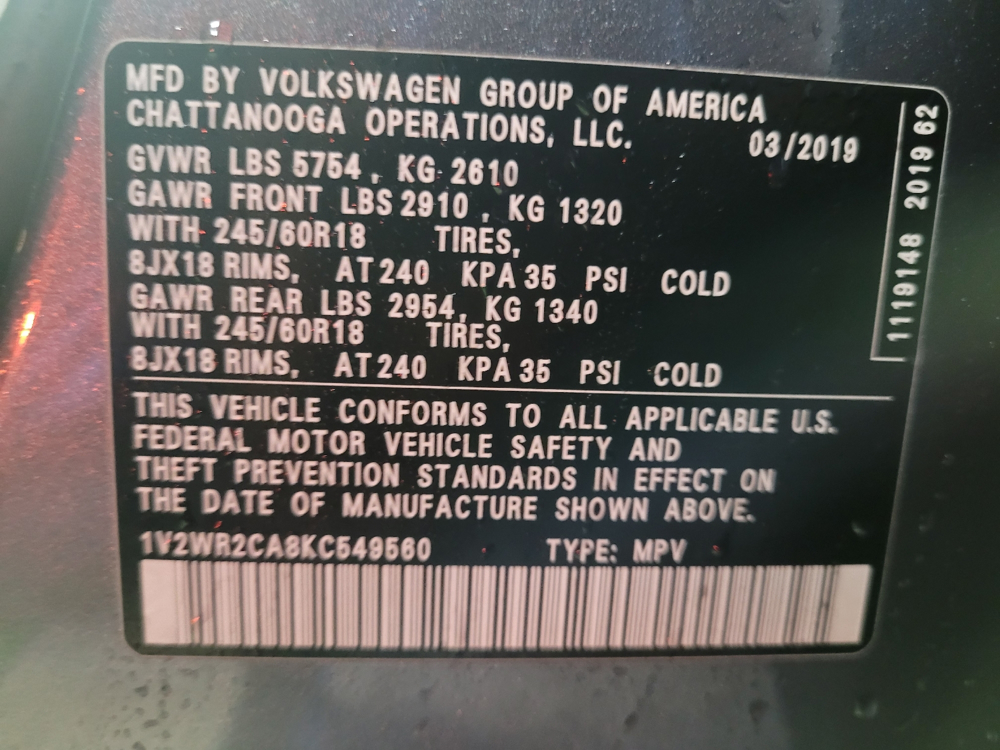 MFD BY VOLKSWAGEN GROUP OF AMERICA
CHATTANOOGA OPERATIONS, LLC.
03/2019
GVWR LBS 5754, KG 2610
GAWR FRONT LBS 2910, KG 1320
WITH 245/60R18 TIRES,
8JX18 RIMS, AT 240 KPA 35 PSI COLD
GAWR REAR LBS 2954, KG 1340
WITH 245/60R18 TIRES,
8JX18 RIMS, AT 240 KPA 35 PSI COLD
THIS VEHICLE CONFORMS TO ALL APPLICABLE U.S.
FEDERAL MOTOR VEHICLE SAFETY AND
THEFT PREVENTION STANDARDS IN EFFECT ON
THE DATE OF MANUFACTURE SHOWN ABOVE.
1V2WR2CA8KC549560 TYPE: MPV
1119148 2019 62